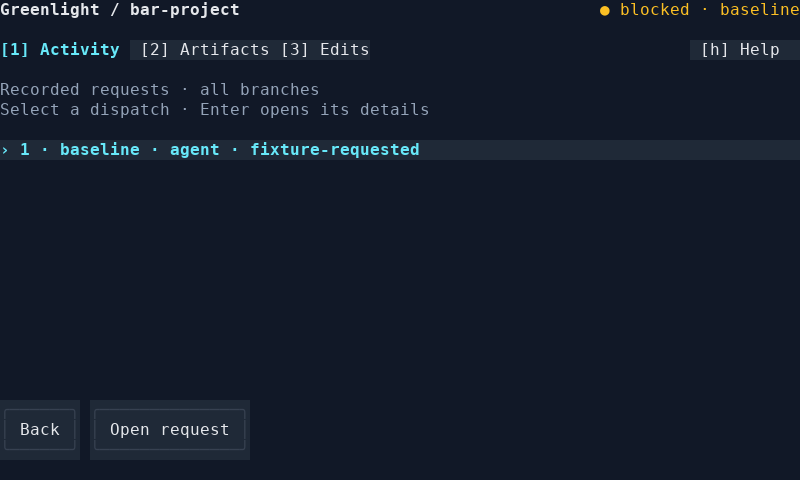 Greenlight / bar-project ● blocked · baseline
[1] Activity [2] Artifacts [3] Edits [h] Help
Recorded requests · all branches
Select a dispatch · Enter opens its details
› 1 · baseline · agent · fixture-requested
Back Open request